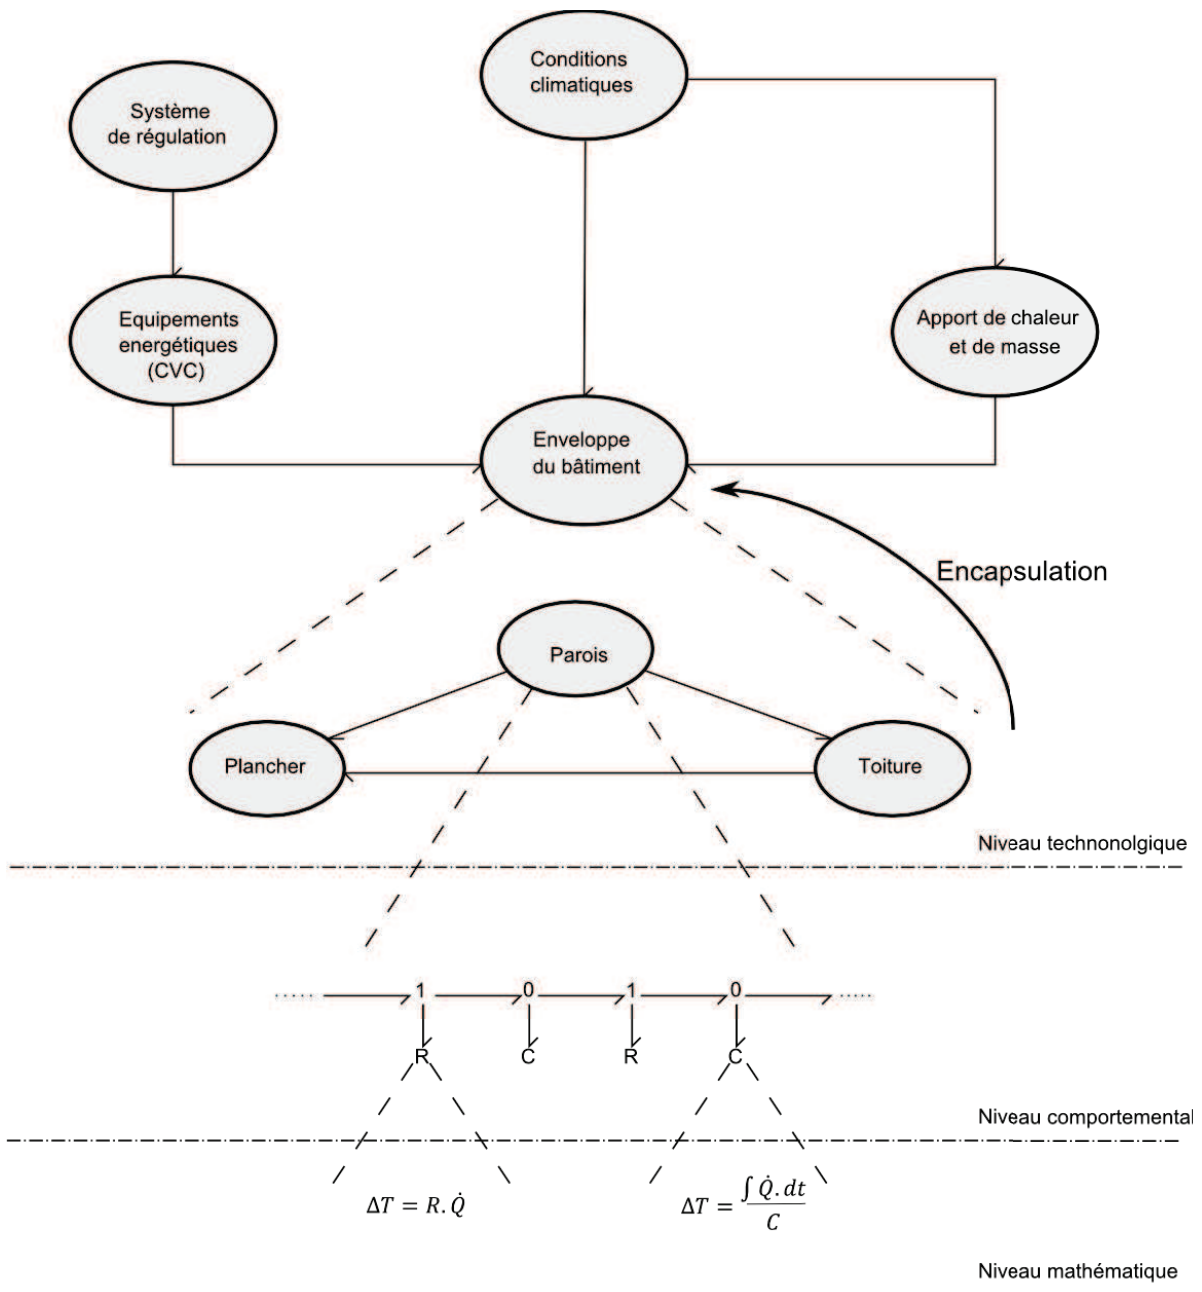 Conditions
climatiques
Système
de régulation
Equipements
energétiques
(CVC)
Apport de chaleur
et de masse
Enveloppe
du bâtiment
Encapsulation
Parois
Plancher
Toiture
Niveau technonolgique
..... 1 0 1 0 .....
R C R C
Niveau comportemental
ΔT = R.Q̇
ΔT = ∫ Q̇.dt / C
Niveau mathématique